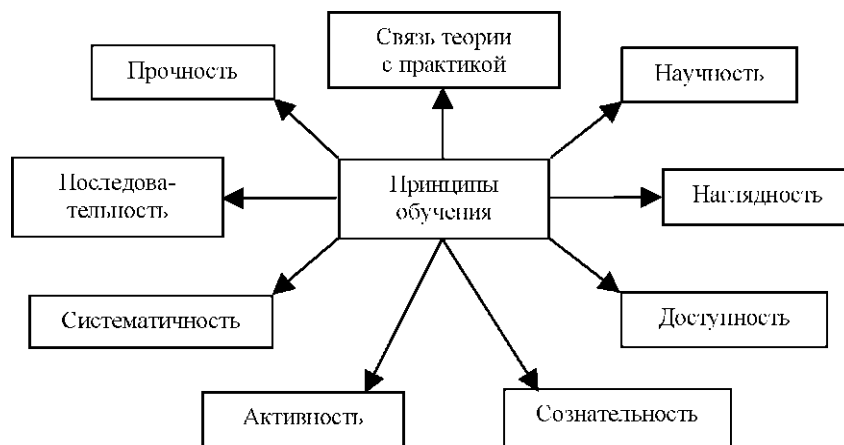 Связь теории
с практикой
Прочность
Научность
Последова-
тельность
Принципы
обучения
Наглядность
Систематичность
Доступность
Активность
Сознательность